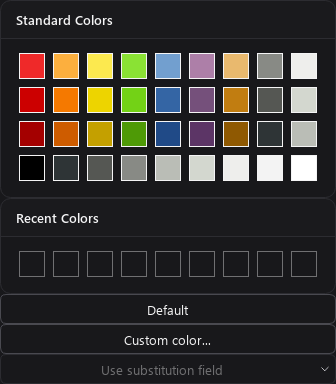 Standard Colors
Recent Colors
Default
Custom color...
Use substitution field